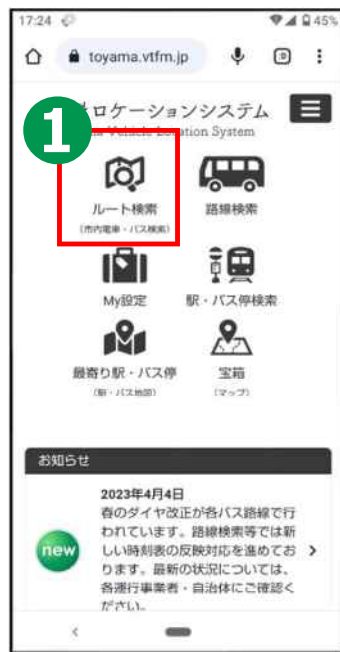 17:24 45%
toyama.vtfm.jp
1
ロケーションシステム
Vehicle Location System
ルート検索 路線検索
(市内電車・バス検索)
My設定 駅・バス停検索
最寄り駅・バス停 宝箱
(駅・バス地図) (マップ)
お知らせ
2023年4月4日
春のダイヤ改正が各バス路線で行
われています。路線検索等では新
new しい時刻表の反映対応を進めてお
ります。最新の状況については、
各運行事業者・自治体にご確認く
ださい。